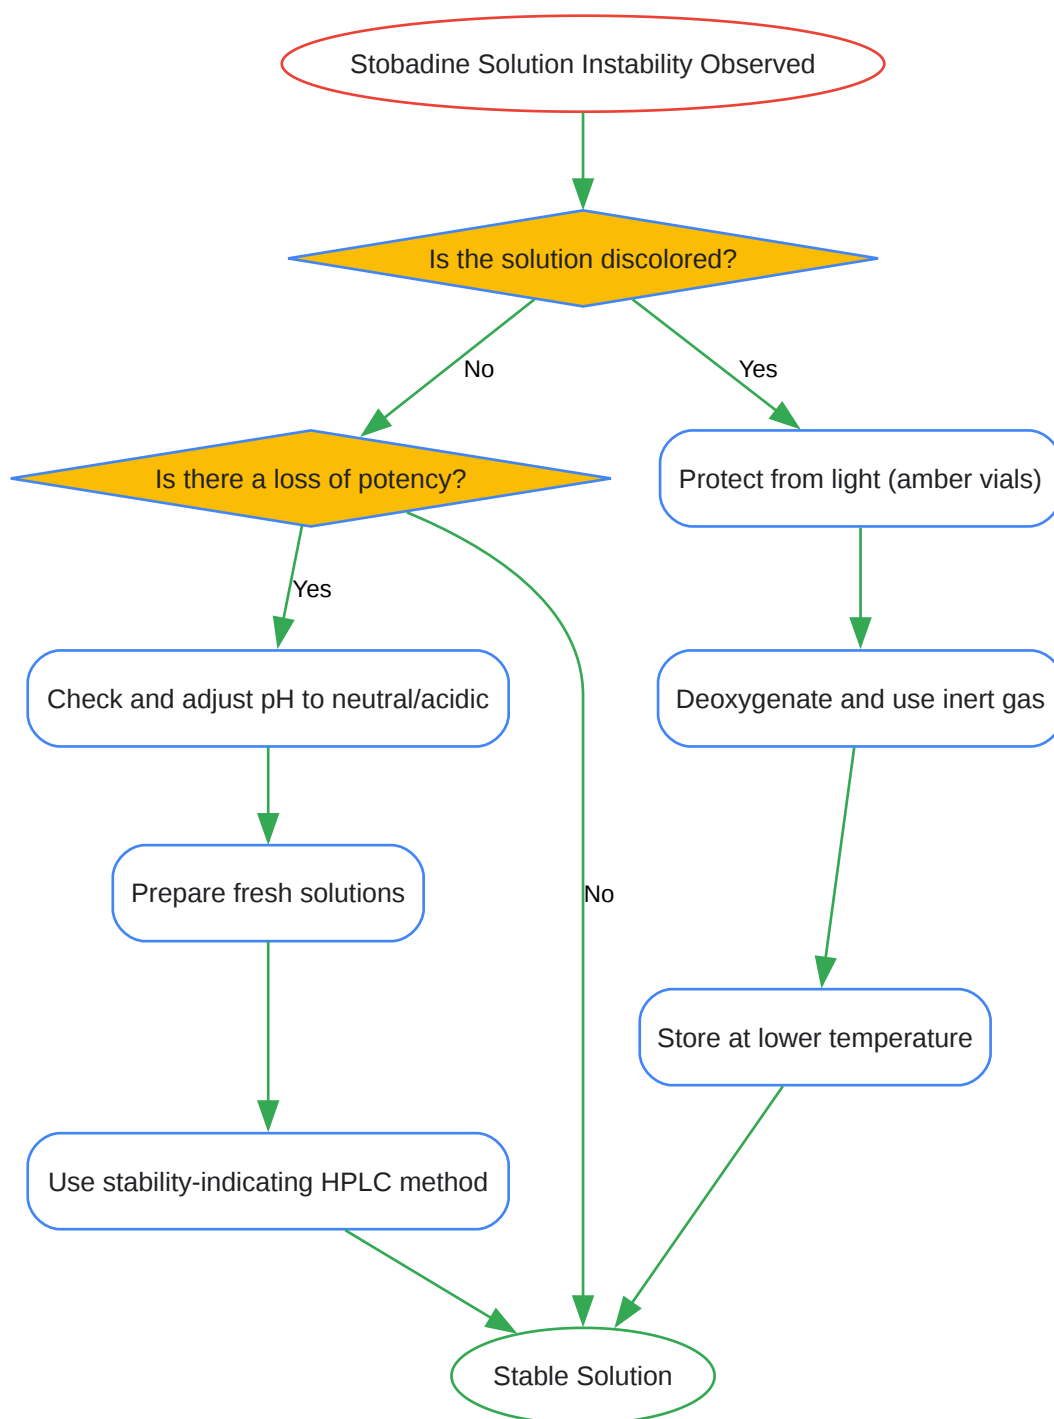 Stobadine Solution Instability Observed
Is the solution discolored?
No
Yes
Is there a loss of potency?
Protect from light (amber vials)
Yes
Check and adjust pH to neutral/acidic
Deoxygenate and use inert gas
Prepare fresh solutions
No
Store at lower temperature
Use stability-indicating HPLC method
Stable Solution